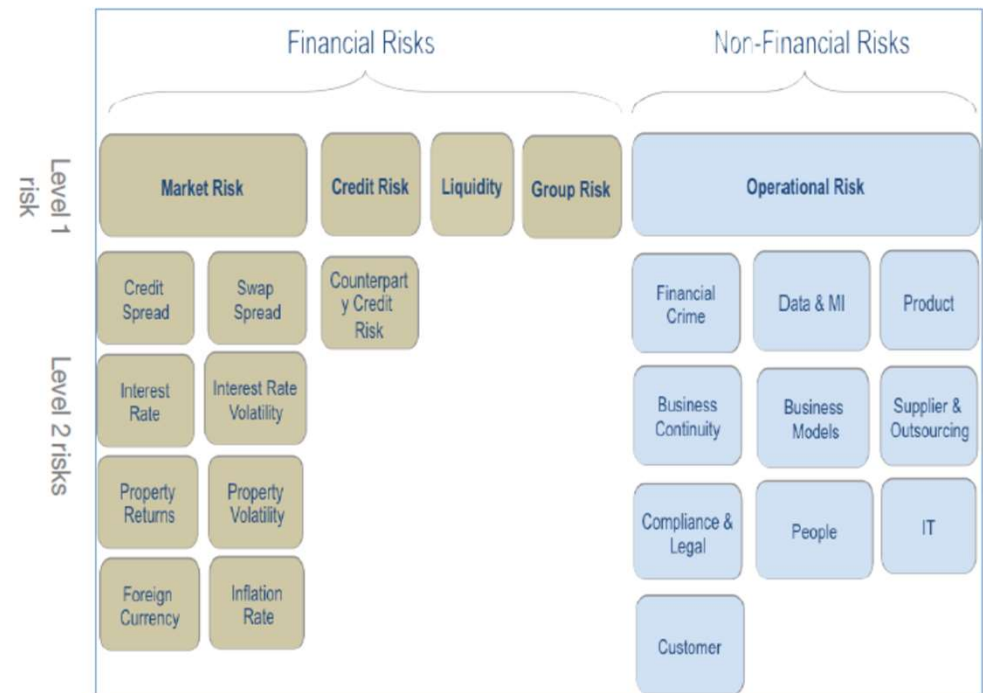 Financial Risks
Non-Financial Risks
Level 1
risk
Market Risk
Credit Risk
Liquidity
Group Risk
Operational Risk
Level 2 risks
Credit
Spread
Swap
Spread
Counterpart
y Credit
Risk
Financial
Crime
Data & MI
Product
Interest
Rate
Interest Rate
Volatility
Business
Continuity
Business
Models
Supplier &
Outsourcing
Property
Returns
Property
Volatility
Compliance &
Legal
People
IT
Foreign
Currency
Inflation
Rate
Customer